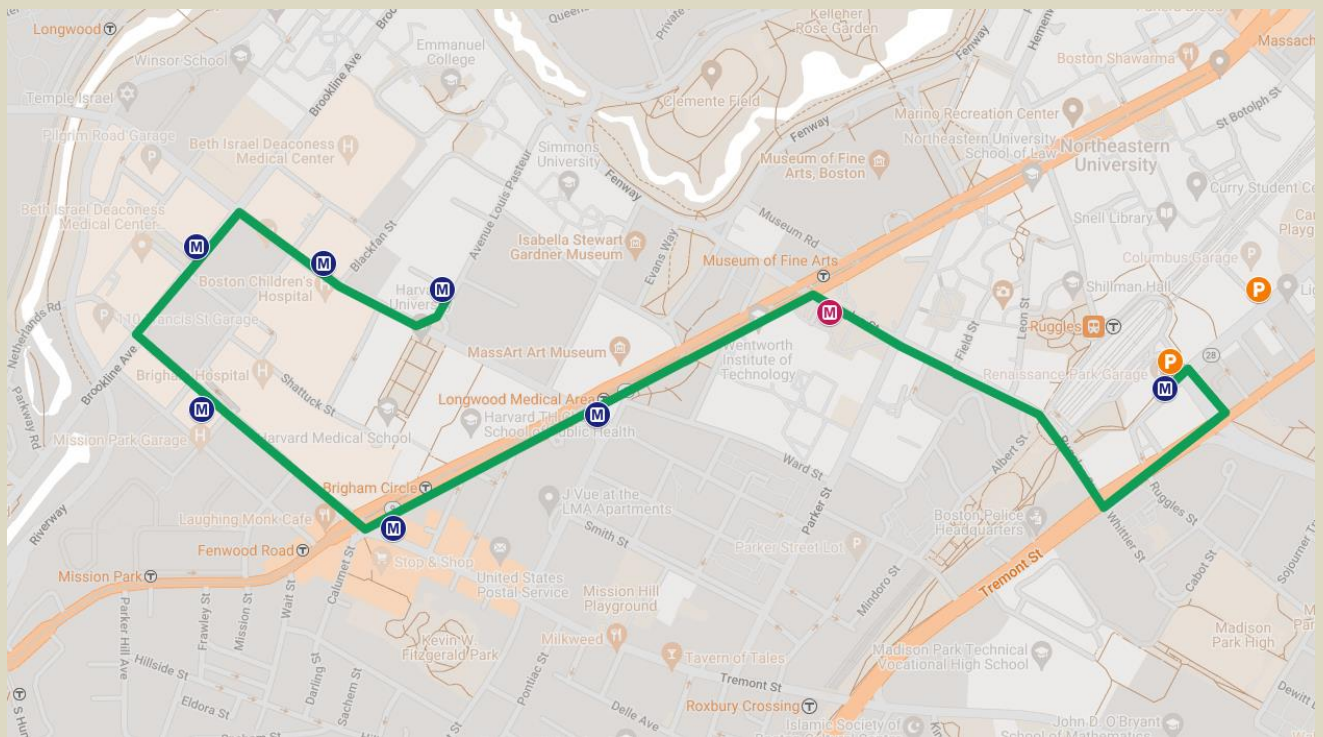 Longwood
Winsor School
Temple Israel
Pilgrim Road Garage
Brookline Ave
Emmanuel
College
Private
Kelleher
Rose Garden
Fenway
Boston Shawarma
Clemente Field
Fenway
Marino Recreation Center
Northeastern University
School of Law
St Botolph St
Beth Israel Deaconess
Medical Center
Simmons
University
Fenway
Museum of Fine
Arts, Boston
Northeastern
University
Curry Student
Snell Library
Beth Israel Deaconess
Medical Center
Blackfan St
Avenue Louis Pasteur
Isabella Stewart
Gardner Museum
Evans Way
Museum Rd
Museum of Fine Arts
Columbus Garage
Boston Children's
Hospital
Shillman Hall
Netherlands Rd
Francis St Garage
Field St
Leon St
Ruggles
Brookline Ave
Brigham Hospital
MassArt Art Museum
Wentworth
Institute of
Technology
Renaissance Park Garage
28
Parkway Rd
Shattuck St
Longwood Medical Area
Harvard Medical School
Mission Park Garage
Ward St
Albert St
Brigham Circle
J Vue at the
LMA Apartments
Parker St
Ruggles St
Whittier St
Laughing Monk Cafe
Boston Police
Headquarters
Riverway
Smith St
Parker Street Lot
Cabot St
Fenwood Road
Stop & Shop
Calumet St
United States
Postal Service
Mission Park
Wait St
Mission Hill
Playground
Mindoro St
Tremont St
Parker Hill Ave
Frawley St
Mission St
Kevin W.
Fitzgerald Park
Milkweed
Madison
Park High
Hillside St
Darling St
Sachem St
Pontiac St
Tavern of Tales
Madison Park Technical
Vocational High School
Eldora St
Tremont St
Delle Ave
Roxbury Crossing
Islamic Society of
John D. O'Bryant
School of Mathematics
M
M
M
M
M
M
M
M
P
P